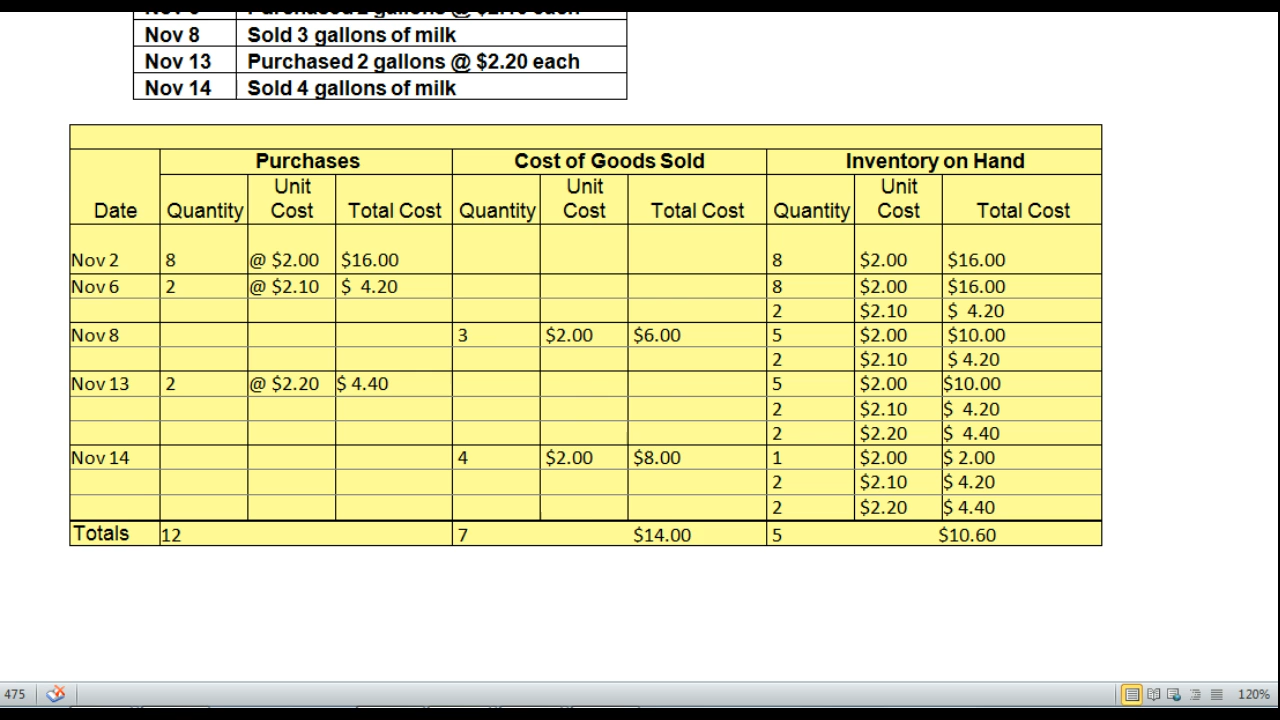 Purchased 2 gallons @ $2.10 each
Nov 8 Sold 3 gallons of milk
Nov 13 Purchased 2 gallons @ $2.20 each
Nov 14 Sold 4 gallons of milk
Purchases Cost of Goods Sold Inventory on Hand
Date Quantity Unit Cost Total Cost Quantity Unit Cost Total Cost Quantity Unit Cost Total Cost
Nov 2 8 @ $2.00 $16.00 8 $2.00 $16.00
Nov 6 2 @ $2.10 $ 4.20 8 $2.00 $16.00
2 $2.10 $ 4.20
Nov 8 3 $2.00 $6.00 5 $2.00 $10.00
2 $2.10 $ 4.20
Nov 13 2 @ $2.20 $ 4.40 5 $2.00 $10.00
2 $2.10 $ 4.20
2 $2.20 $ 4.40
Nov 14 4 $2.00 $8.00 1 $2.00 $ 2.00
2 $2.10 $ 4.20
2 $2.20 $ 4.40
Totals 12 7 $14.00 5 $10.60
475 120%